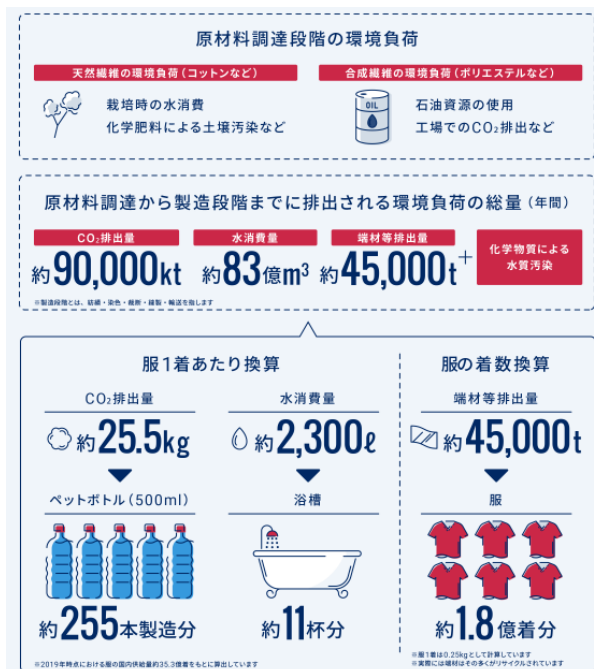 原材料調達段階の環境負荷
天然繊維の環境負荷（コットンなど）
栽培時の水消費
化学肥料による土壌汚染など
合成繊維の環境負荷（ポリエステルなど）
OIL
石油資源の使用
工場でのCO₂排出など
原材料調達から製造段階までに排出される環境負荷の総量（年間）
CO₂排出量
約90,000kt
水消費量
約83億m³
端材等排出量
約45,000t
+
化学物質による
水質汚染
※製造段階とは、紡績・染色・裁断・縫製・輸送を指します
服1着あたり換算
CO₂排出量
約25.5kg
ペットボトル（500ml）
約255本製造分
水消費量
約2,300ℓ
浴槽
約11杯分
※2019年時点における服の国内供給量約35.3億着をもとに算出しています
服の着数換算
端材等排出量
約45,000t
服
約1.8億着分
※服1着は0.25kgとして計算しています
※実際には端材はその多くがリサイクルされています